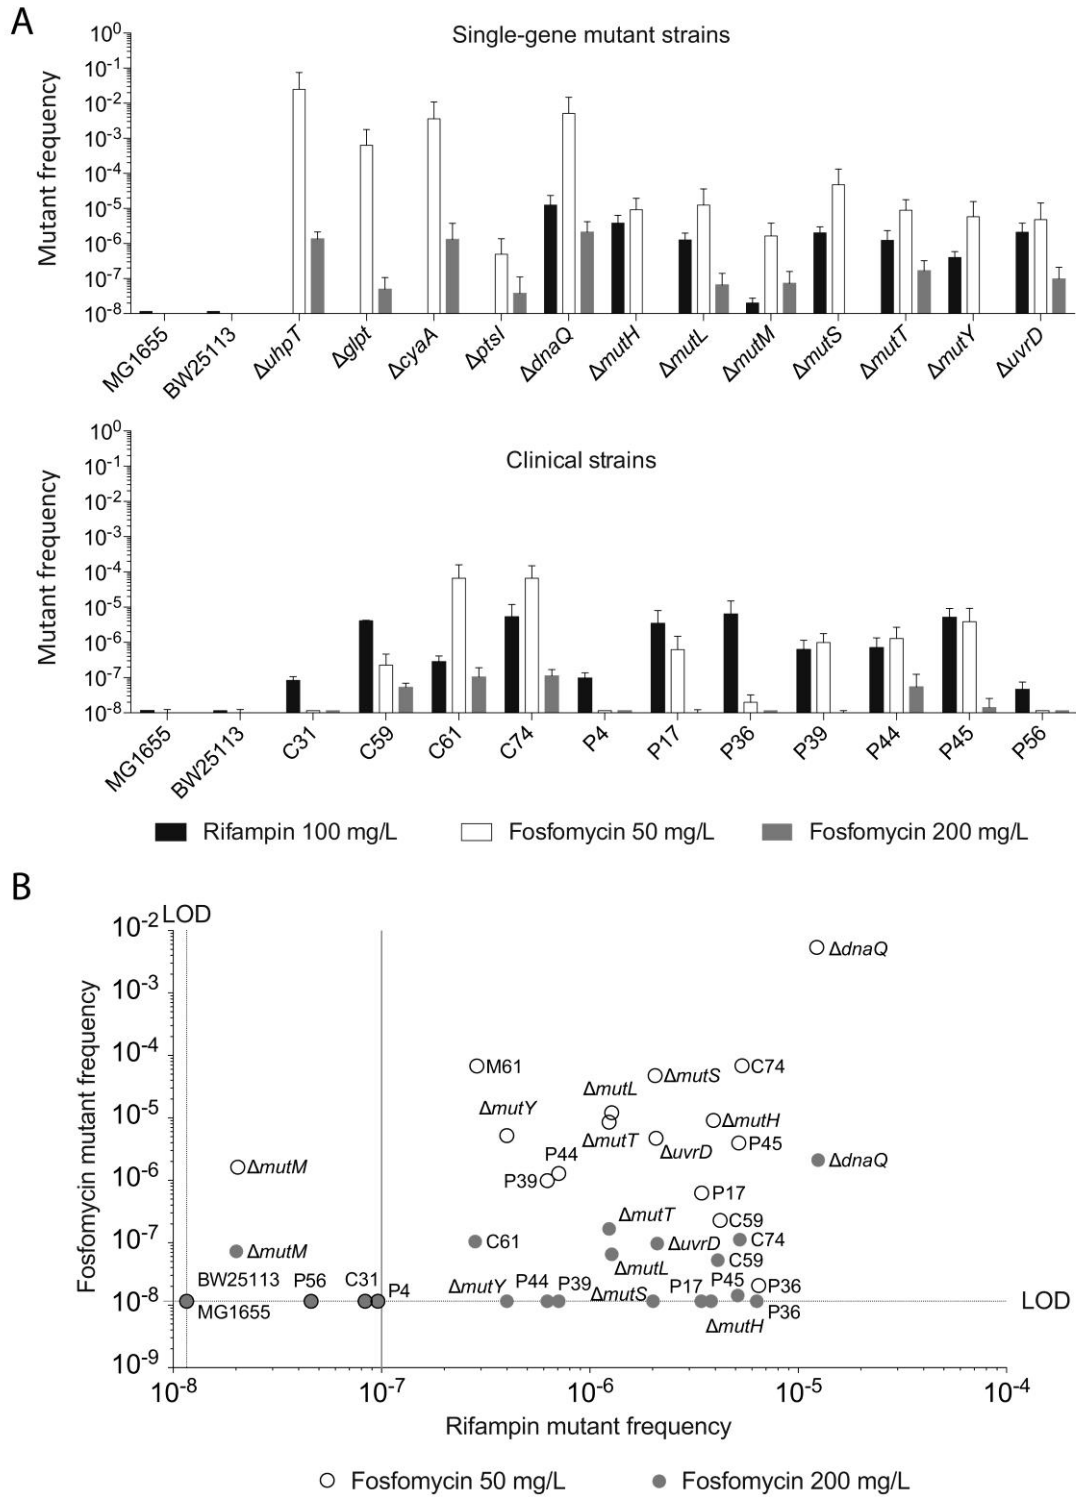 A
Single-gene mutant strains
Mutant frequency
10^0
10^-1
10^-2
10^-3
10^-4
10^-5
10^-6
10^-7
10^-8
MG1655 BW25113 ΔuhpT Δglpt ΔcyaA ΔptsI ΔdnaQ ΔmutH ΔmutL ΔmutM ΔmutS ΔmutT ΔmutY ΔuvrD
Clinical strains
Mutant frequency
10^0
10^-1
10^-2
10^-3
10^-4
10^-5
10^-6
10^-7
10^-8
MG1655 BW25113 C31 C59 C61 C74 P4 P17 P36 P39 P44 P45 P56
Rifampin 100 mg/L Fosfomycin 50 mg/L Fosfomycin 200 mg/L
B
LOD
Fosfomycin mutant frequency
10^-2
10^-3
10^-4
10^-5
10^-6
10^-7
10^-8
10^-9
ΔdnaQ
M61 ΔmutS C74
ΔmutL
ΔmutY ΔmutH
ΔmutT P45
ΔuvrD
P44
ΔmutM P39 ΔdnaQ
P17
ΔmutT C59
C61 ΔuvrD C74
ΔmutM C59
ΔmutL
BW25113 P56 C31 P4 ΔmutY P44 P39 ΔmutS P17 P45 P36
MG1655 ΔmutH P36
LOD
10^-8 10^-7 10^-6 10^-5 10^-4
Rifampin mutant frequency
Fosfomycin 50 mg/L Fosfomycin 200 mg/L